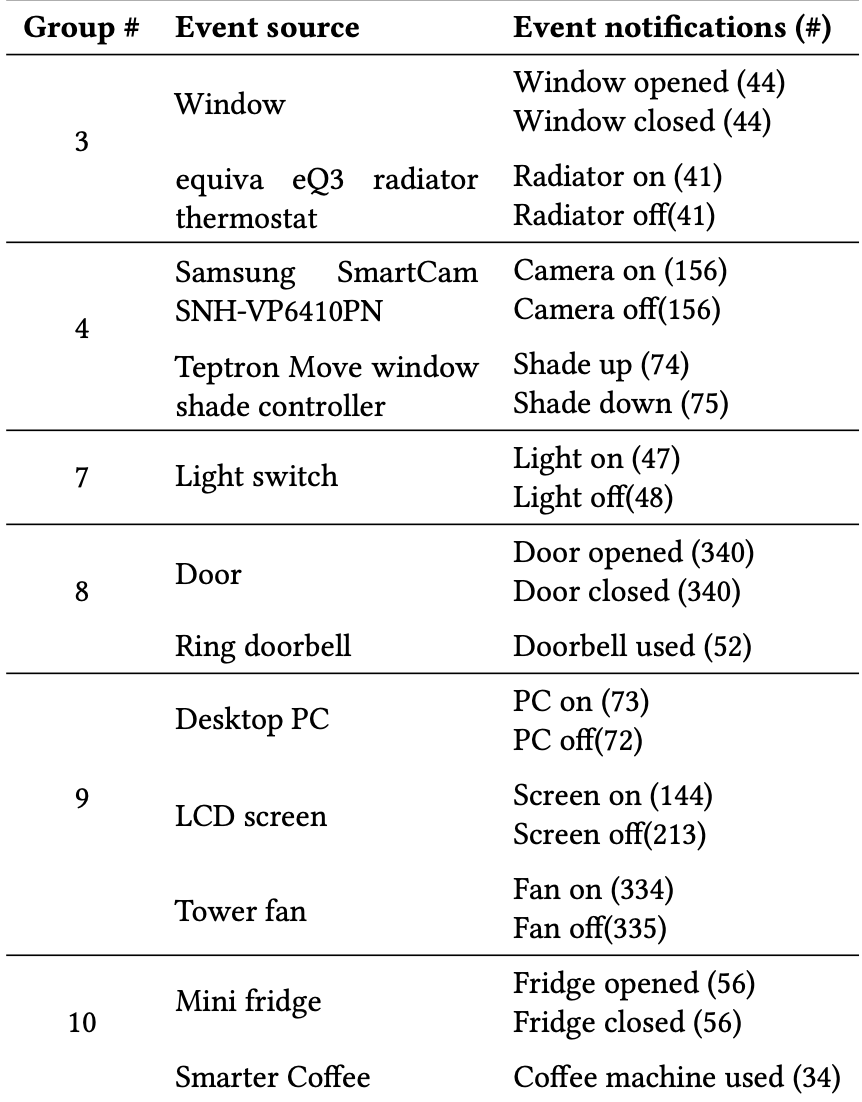 Group # Event source Event notifications (#)
3
Window
Window opened (44)
Window closed (44)
equiva eQ3 radiator
thermostat
Radiator on (41)
Radiator off(41)
4
Samsung SmartCam
SNH-VP6410PN
Camera on (156)
Camera off(156)
Teptron Move window
shade controller
Shade up (74)
Shade down (75)
7
Light switch
Light on (47)
Light off(48)
8
Door
Door opened (340)
Door closed (340)
Ring doorbell
Doorbell used (52)
9
Desktop PC
PC on (73)
PC off(72)
LCD screen
Screen on (144)
Screen off(213)
Tower fan
Fan on (334)
Fan off(335)
10
Mini fridge
Fridge opened (56)
Fridge closed (56)
Smarter Coffee
Coffee machine used (34)